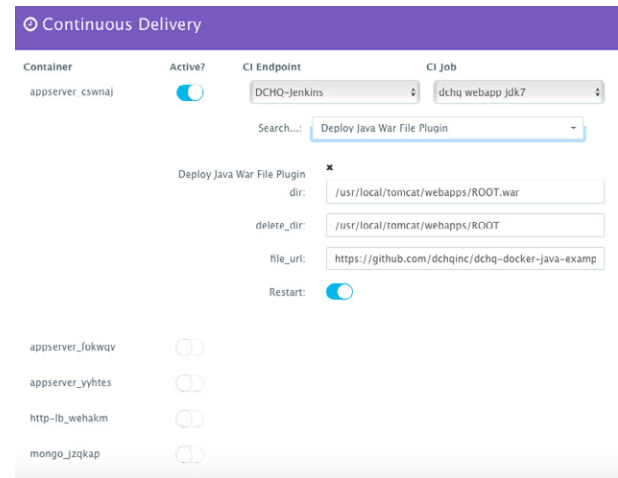 Continuous Delivery
Container Active? CI Endpoint CI Job
appserver_cswnaj DCHQ-Jenkins dchq webapp jdk7
Search...: Deploy Java War File Plugin
Deploy Java War File Plugin
dir: /usr/local/tomcat/webapps/ROOT.war
delete_dir: /usr/local/tomcat/webapps/ROOT
file_url: https://github.com/dchqinc/dchq-docker-java-examp
Restart:
appserver_fokwqv
appserver_yyhtes
http-lb_wehakm
mongo_jzqkap